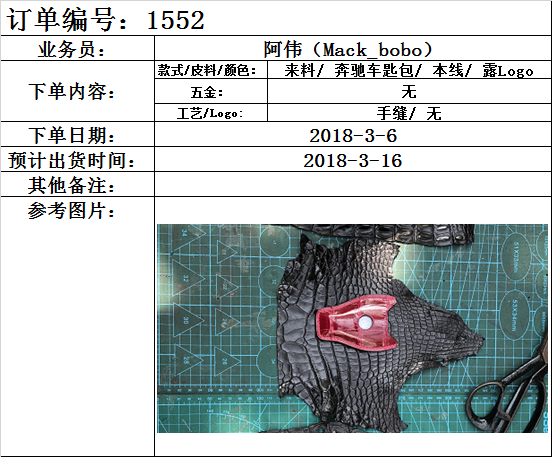 订单编号：1552
业务员： 阿伟（Mack_bobo）
下单内容：
款式/皮料/颜色： 来料/ 奔驰车匙包/ 本线/ 露Logo
五金： 无
工艺/Logo： 手缝/ 无
下单日期： 2018-3-6
预计出货时间： 2018-3-16
其他备注：
参考图片：